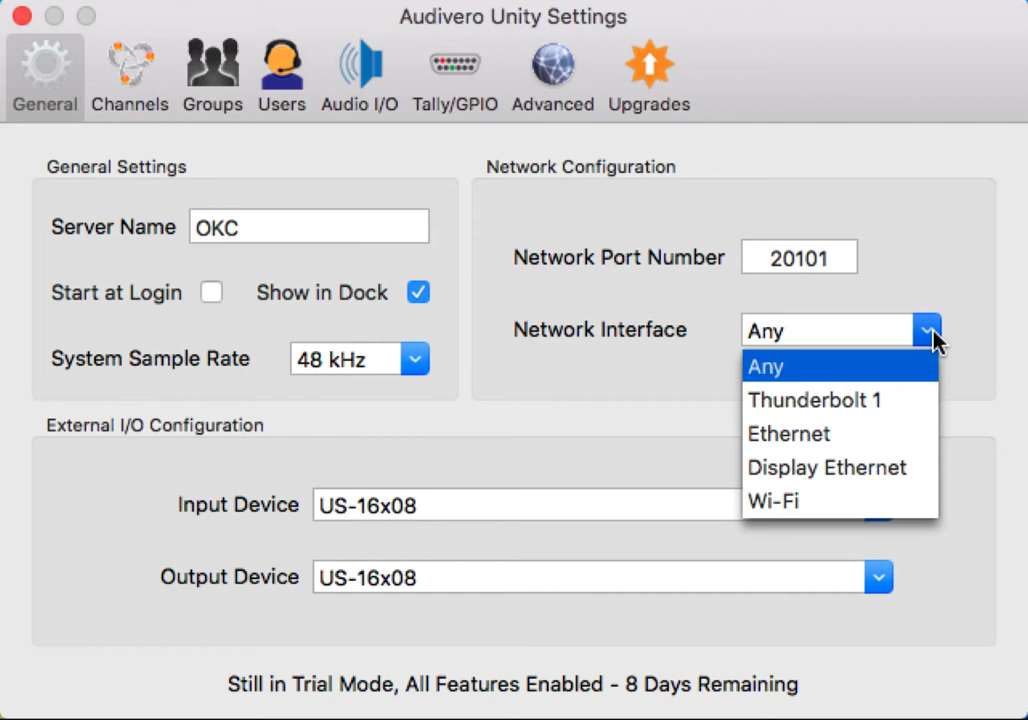 Audivero Unity Settings
General Channels Groups Users Audio I/O Tally/GPIO Advanced Upgrades
General Settings
Server Name OKC
Start at Login Show in Dock
System Sample Rate 48 kHz
Network Configuration
Network Port Number 20101
Network Interface Any
Any
Thunderbolt 1
Ethernet
Display Ethernet
Wi-Fi
External I/O Configuration
Input Device US-16x08
Output Device US-16x08
Still in Trial Mode, All Features Enabled - 8 Days Remaining